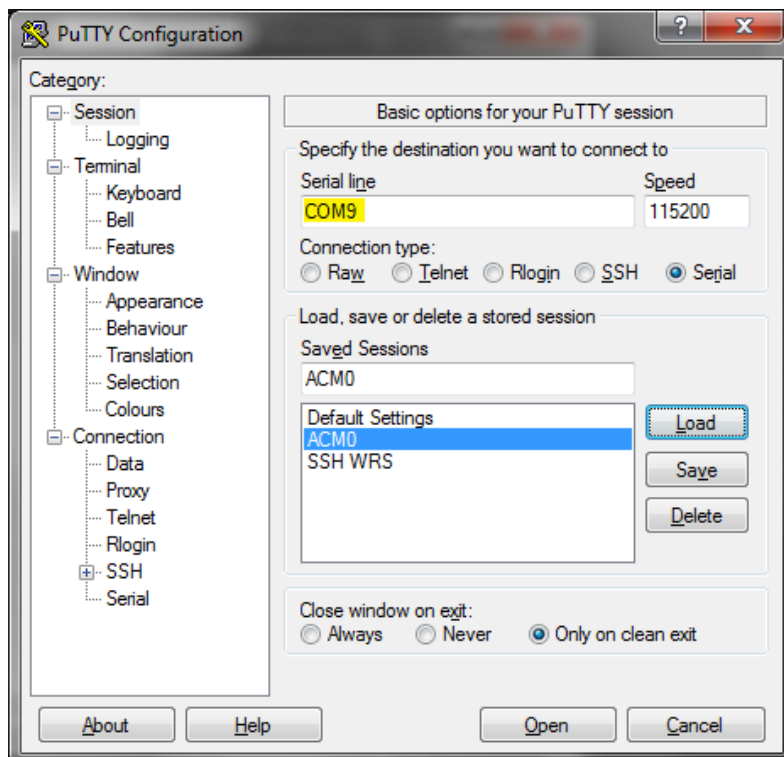 PuTTY Configuration
?
X
Category:
Session
Logging
Terminal
Keyboard
Bell
Features
Window
Appearance
Behaviour
Translation
Selection
Colours
Connection
Data
Proxy
Telnet
Rlogin
SSH
Serial
Basic options for your PuTTY session
Specify the destination you want to connect to
Serial line Speed
COM9 115200
Connection type:
Raw Telnet Rlogin SSH Serial
Load, save or delete a stored session
Saved Sessions
ACM0
Default Settings
ACM0
SSH WRS
Load
Save
Delete
Close window on exit:
Always Never Only on clean exit
About Help Open Cancel